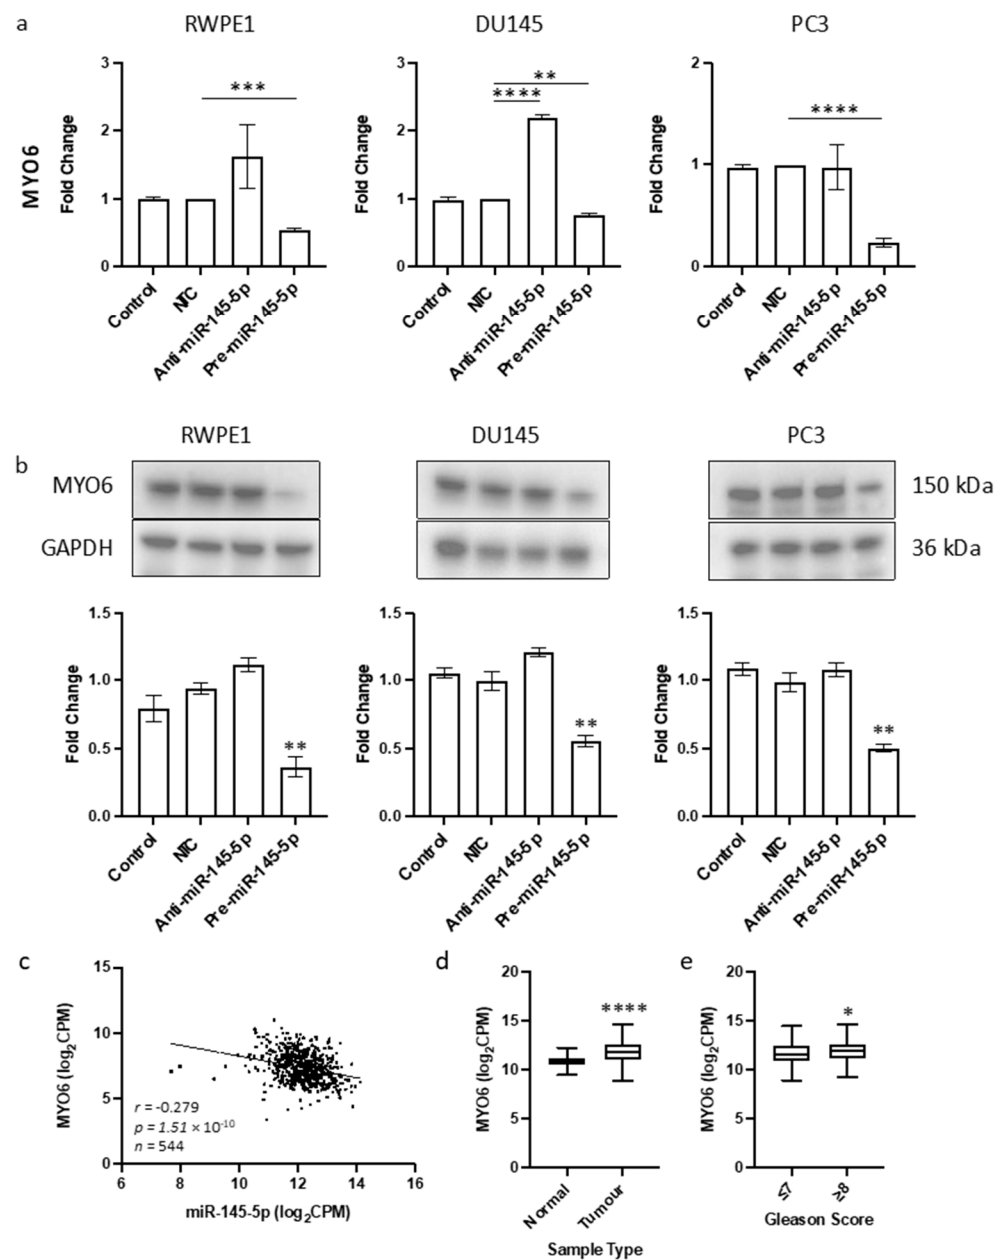 a
RWPE1
DU145
PC3
MYO6
Fold Change
3
2
1
0
***
Control
NTC
Anti-miR-145-5p
Pre-miR-145-5p
Fold Change
3
2
1
0
**
****
Control
NTC
Anti-miR-145-5p
Pre-miR-145-5p
Fold Change
2
1
0
****
Control
NTC
Anti-miR-145-5p
Pre-miR-145-5p
b
RWPE1
DU145
PC3
MYO6
150 kDa
GAPDH
36 kDa
Fold Change
1.5
1.0
0.5
0.0
**
Control
NTC
Anti-miR-145-5p
Pre-miR-145-5p
Fold Change
1.5
1.0
0.5
0.0
**
Control
NTC
Anti-miR-145-5p
Pre-miR-145-5p
Fold Change
1.5
1.0
0.5
0.0
**
Control
NTC
Anti-miR-145-5p
Pre-miR-145-5p
c
MYO6 (log₂CPM)
15
10
5
0
r = -0.279
p = 1.51 × 10⁻¹⁰
n = 544
6 8 10 12 14 16
miR-145-5p (log₂CPM)
d
MYO6 (log₂CPM)
20
15
10
5
0
****
Normal
Tumour
Sample Type
e
MYO6 (log₂CPM)
20
15
10
5
0
*
≤7
≥8
Gleason Score